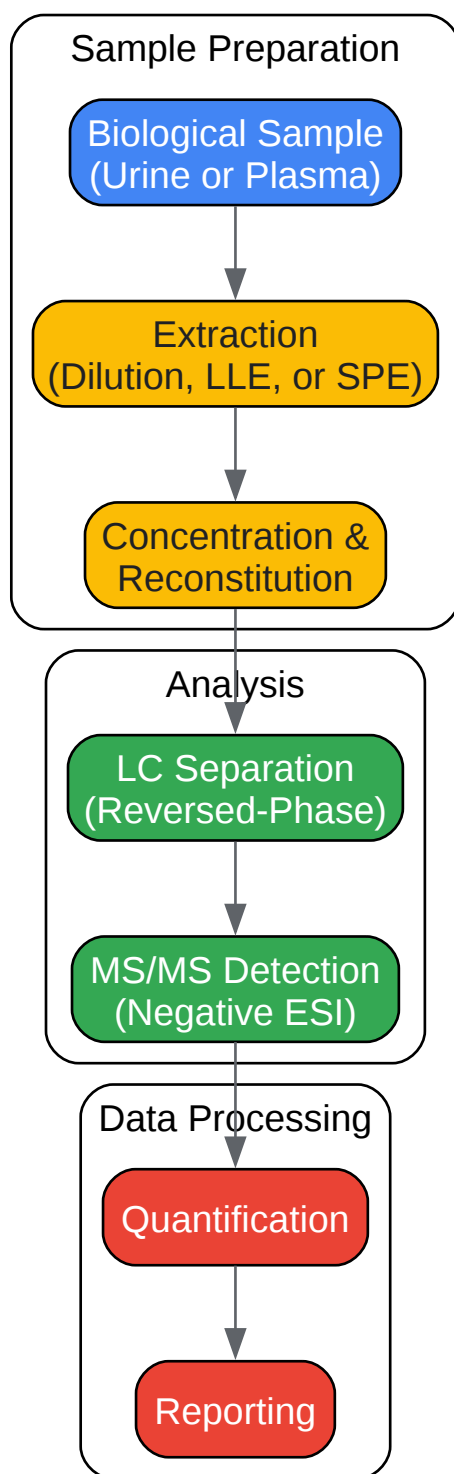 Sample Preparation
Biological Sample
(Urine or Plasma)
Extraction
(Dilution, LLE, or SPE)
Concentration &
Reconstitution
Analysis
LC Separation
(Reversed-Phase)
MS/MS Detection
(Negative ESI)
Data Processing
Quantification
Reporting